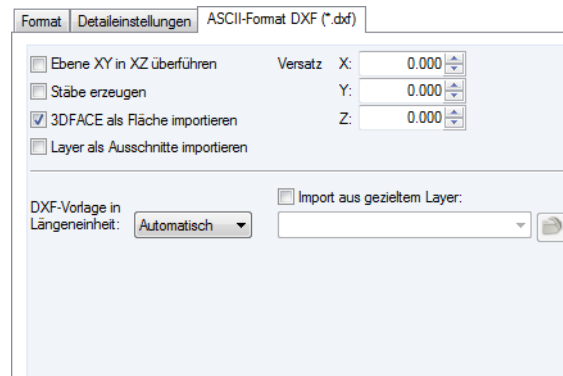 Format Detaileinstellungen ASCII-Format DXF (*.dxf)
Ebene XY in XZ überführen Versatz X: 0.000
Stäbe erzeugen Y: 0.000
3DFACE als Fläche importieren Z: 0.000
Layer als Ausschnitte importieren
DXF-Vorlage in
Längeneinheit: Automatisch
Import aus gezieltem Layer: